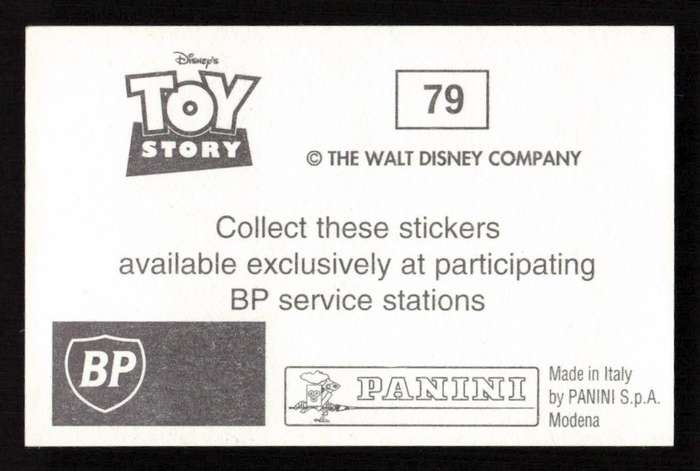 Disney's
TOY
STORY
79
© THE WALT DISNEY COMPANY
Collect these stickers
available exclusively at participating
BP service stations
BP
PANINI
Made in Italy
by PANINI S.p.A.
Modena